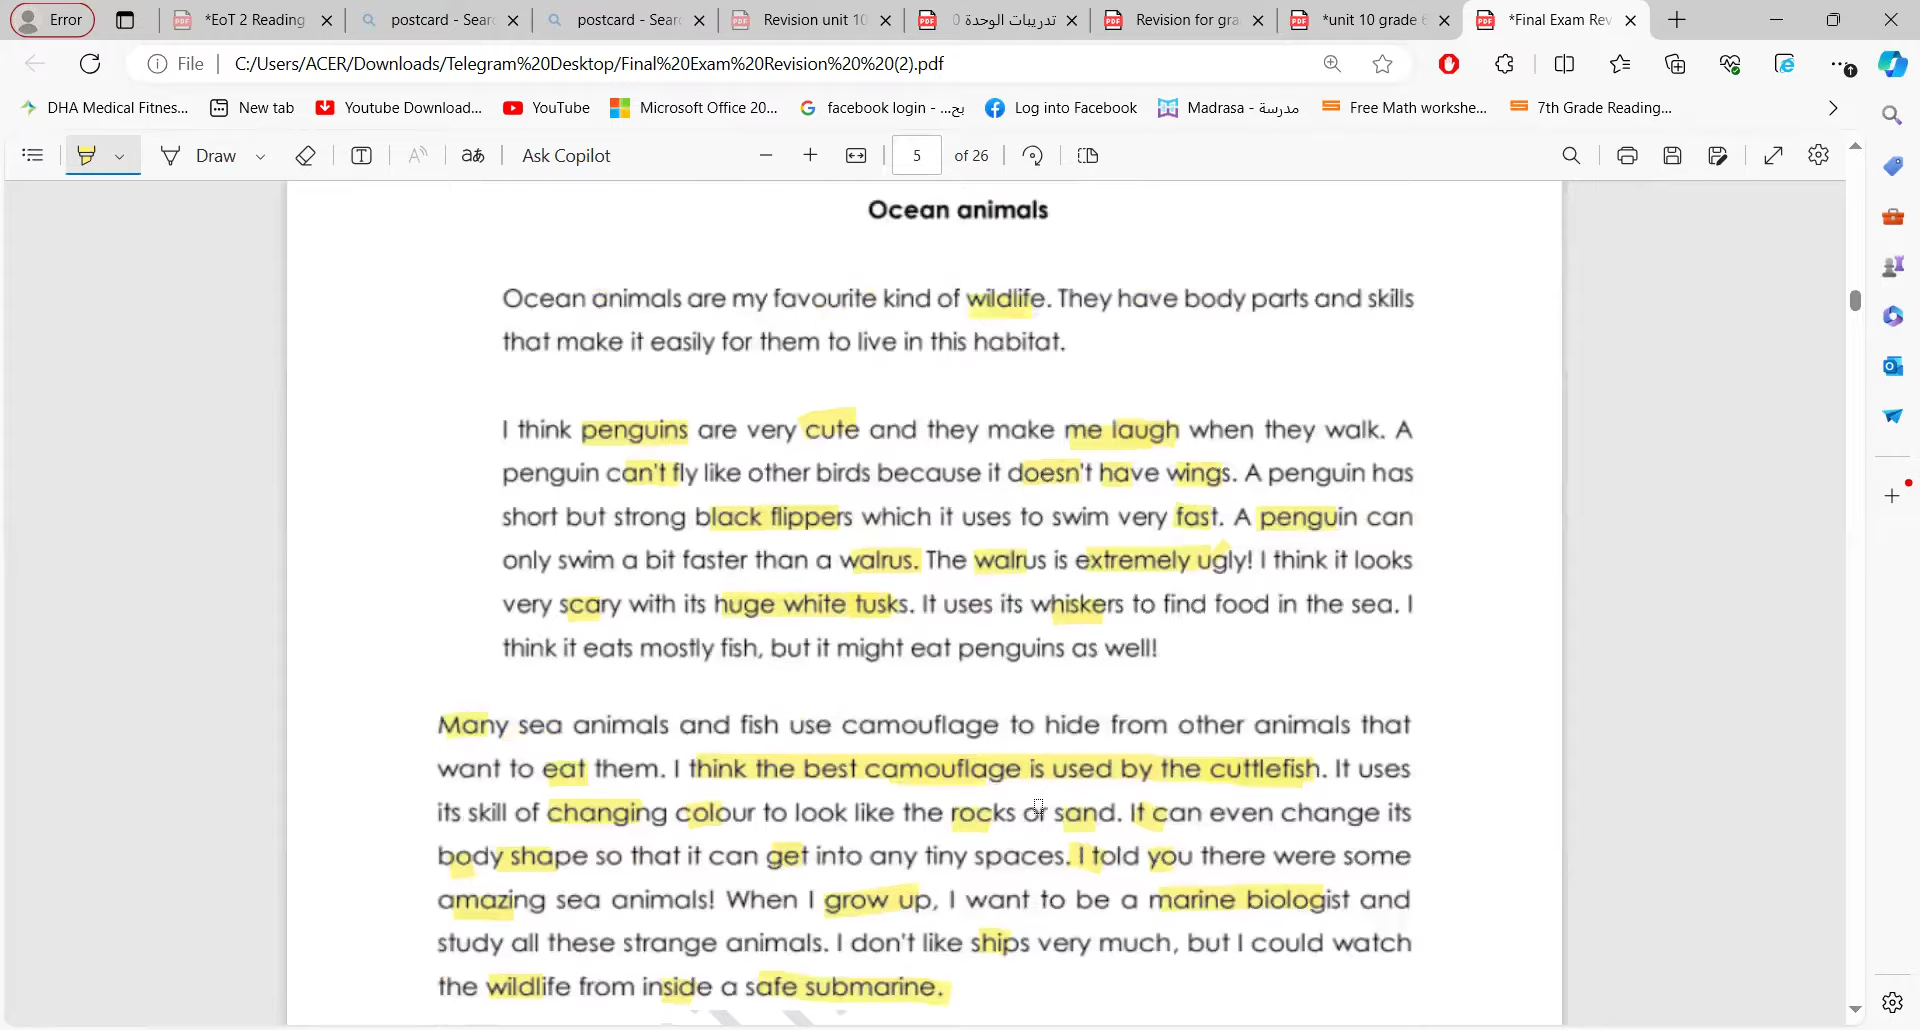 Error
*EoT 2 Reading
postcard - Sear
postcard - Sear
Revision unit 10
تدريبات الوحدة 0
Revision for gra
*unit 10 grade 6
*Final Exam Rev
File
C:/Users/ACER/Downloads/Telegram%20Desktop/Final%20Exam%20Revision%20%20(2).pdf
DHA Medical Fitnes...
New tab
Youtube Download...
YouTube
Microsoft Office 20...
facebook login - ...بح
Log into Facebook
Madrasa - مدرسة
Free Math workshe...
7th Grade Reading...
Draw
Ask Copilot
5 of 26
Ocean animals
Ocean animals are my favourite kind of wildlife. They have body parts and skills
that make it easily for them to live in this habitat.
I think penguins are very cute and they make me laugh when they walk. A
penguin can't fly like other birds because it doesn't have wings. A penguin has
short but strong black flippers which it uses to swim very fast. A penguin can
only swim a bit faster than a walrus. The walrus is extremely ugly! I think it looks
very scary with its huge white tusks. It uses its whiskers to find food in the sea. I
think it eats mostly fish, but it might eat penguins as well!
Many sea animals and fish use camouflage to hide from other animals that
want to eat them. I think the best camouflage is used by the cuttlefish. It uses
its skill of changing colour to look like the rocks or sand. It can even change its
body shape so that it can get into any tiny spaces. I told you there were some
amazing sea animals! When I grow up, I want to be a marine biologist and
study all these strange animals. I don't like ships very much, but I could watch
the wildlife from inside a safe submarine.